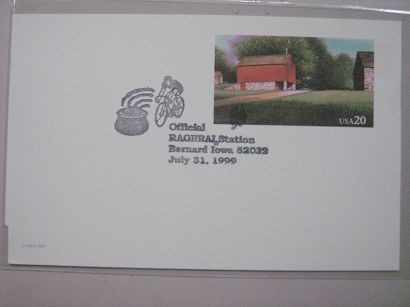 USA20
Official
RAGBRAI Station
Bernard Iowa 52032
July 31, 1999